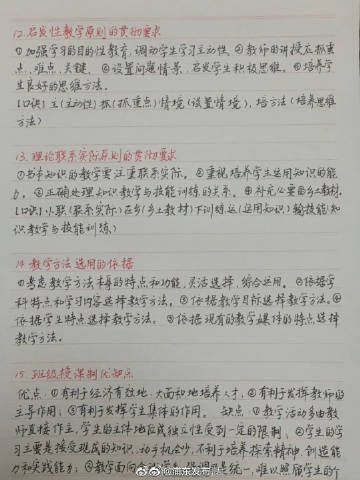 12.启发性教学原则的贯彻要求
①加强学习的目的性教育,调动学生学习主动性。②教师的讲授应抓重
点、难点、关键。③设置问题情景,启发学生积极思维。④培养学
生良好的思维方法。
【口诀】主(主动性)抓(抓重点)情境(设置情境),培方法(培养思维
方法)
13.理论联系实际原则的贯彻要求
①书本知识的教学要注重联系实际。②重视培养学生运用知识的能
力。③正确处理知识教学与技能训练的关系。④补充必要的乡土教材。
【口诀】小联(联系实际)在乡(乡土教材)下训练运(运用知识)输技能(知
识教学与技能训练)
14.教学方法选用的依据
①考虑教学方法本身的特点和功能,灵活选择,综合运用。②依据学
科特点和学习内容选择教学方法。③依据教学目标选择教学方法。④
依据学生特点选择教学方法。⑤依据现有的教学媒体的特点选择
教学方法。
15.班级授课制优缺点
优点:①有利于经济有效地、大面积地培养人才;②有利于发挥教师的
主导作用;③有利于发挥学生集体的作用。 缺点:①教学活动多由教
师直接作主,学生的主体地位或独立性受到一定的限制;②学生的学
习主要是接受现成的知识,动手机会少,不利于培养探索精神、创造能
力和实践能力;③教学面向全体学生,强调的是统一,难以照顾学生的个